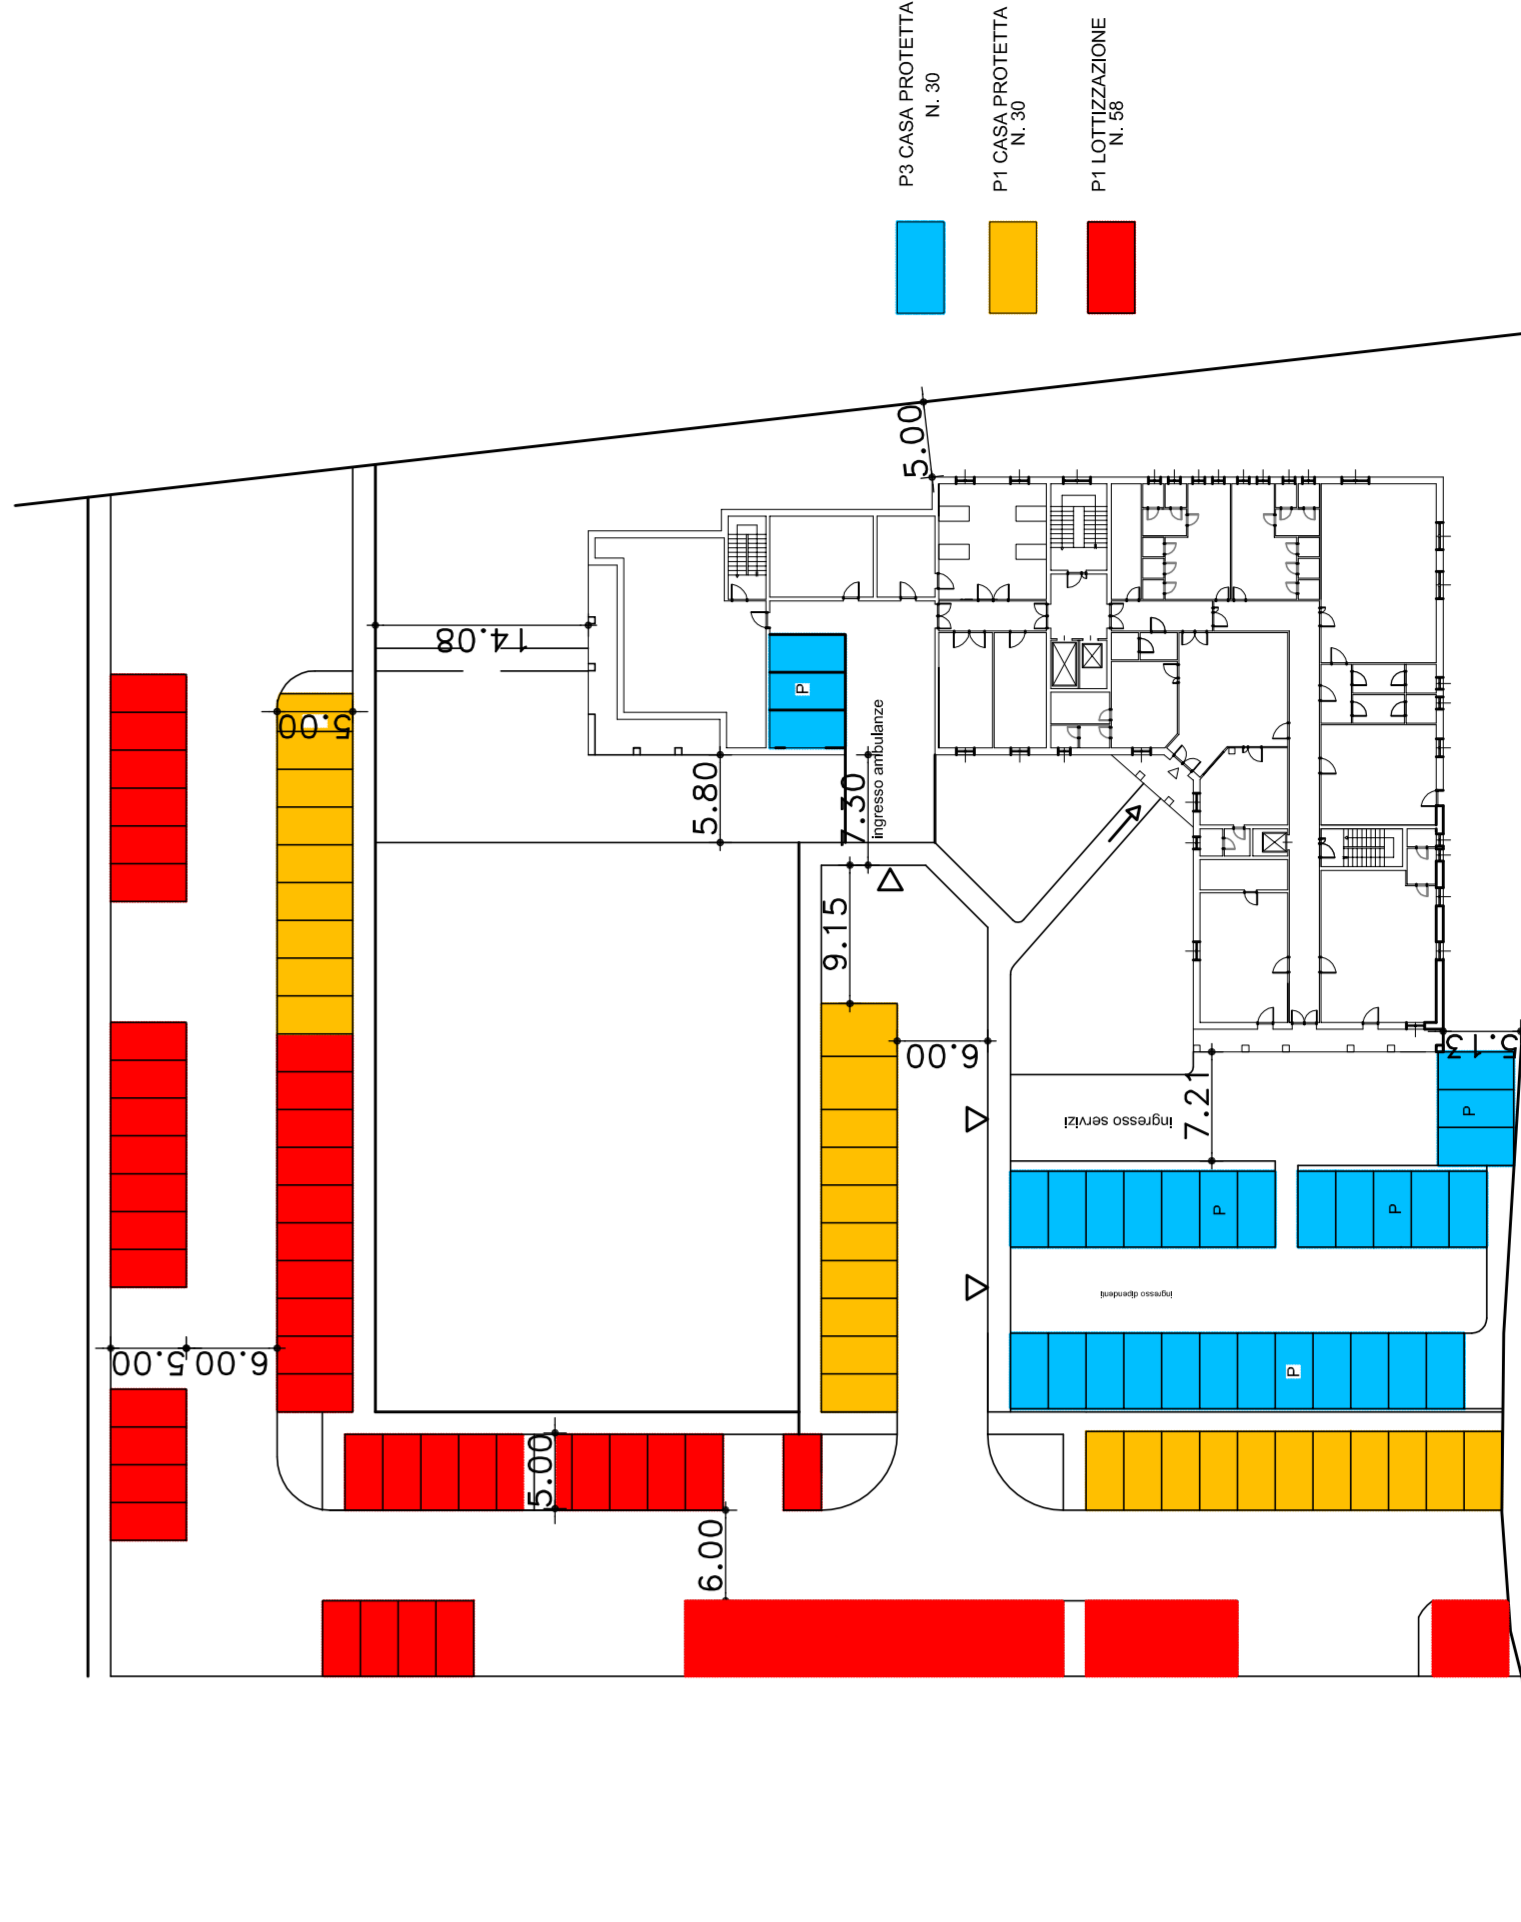 P3 CASA PROTETTA
N. 30
P1 CASA PROTETTA
N. 30
P1 LOTTIZZAZIONE
N. 58
5.00
14.08
5.00
P
5.80
7.30
ingresso ambulanze
9.15
6.00
5.13
7.21
ingresso servizi
P
P
P
ingresso dipendenti
5.00
6.00
P
5.00
6.00